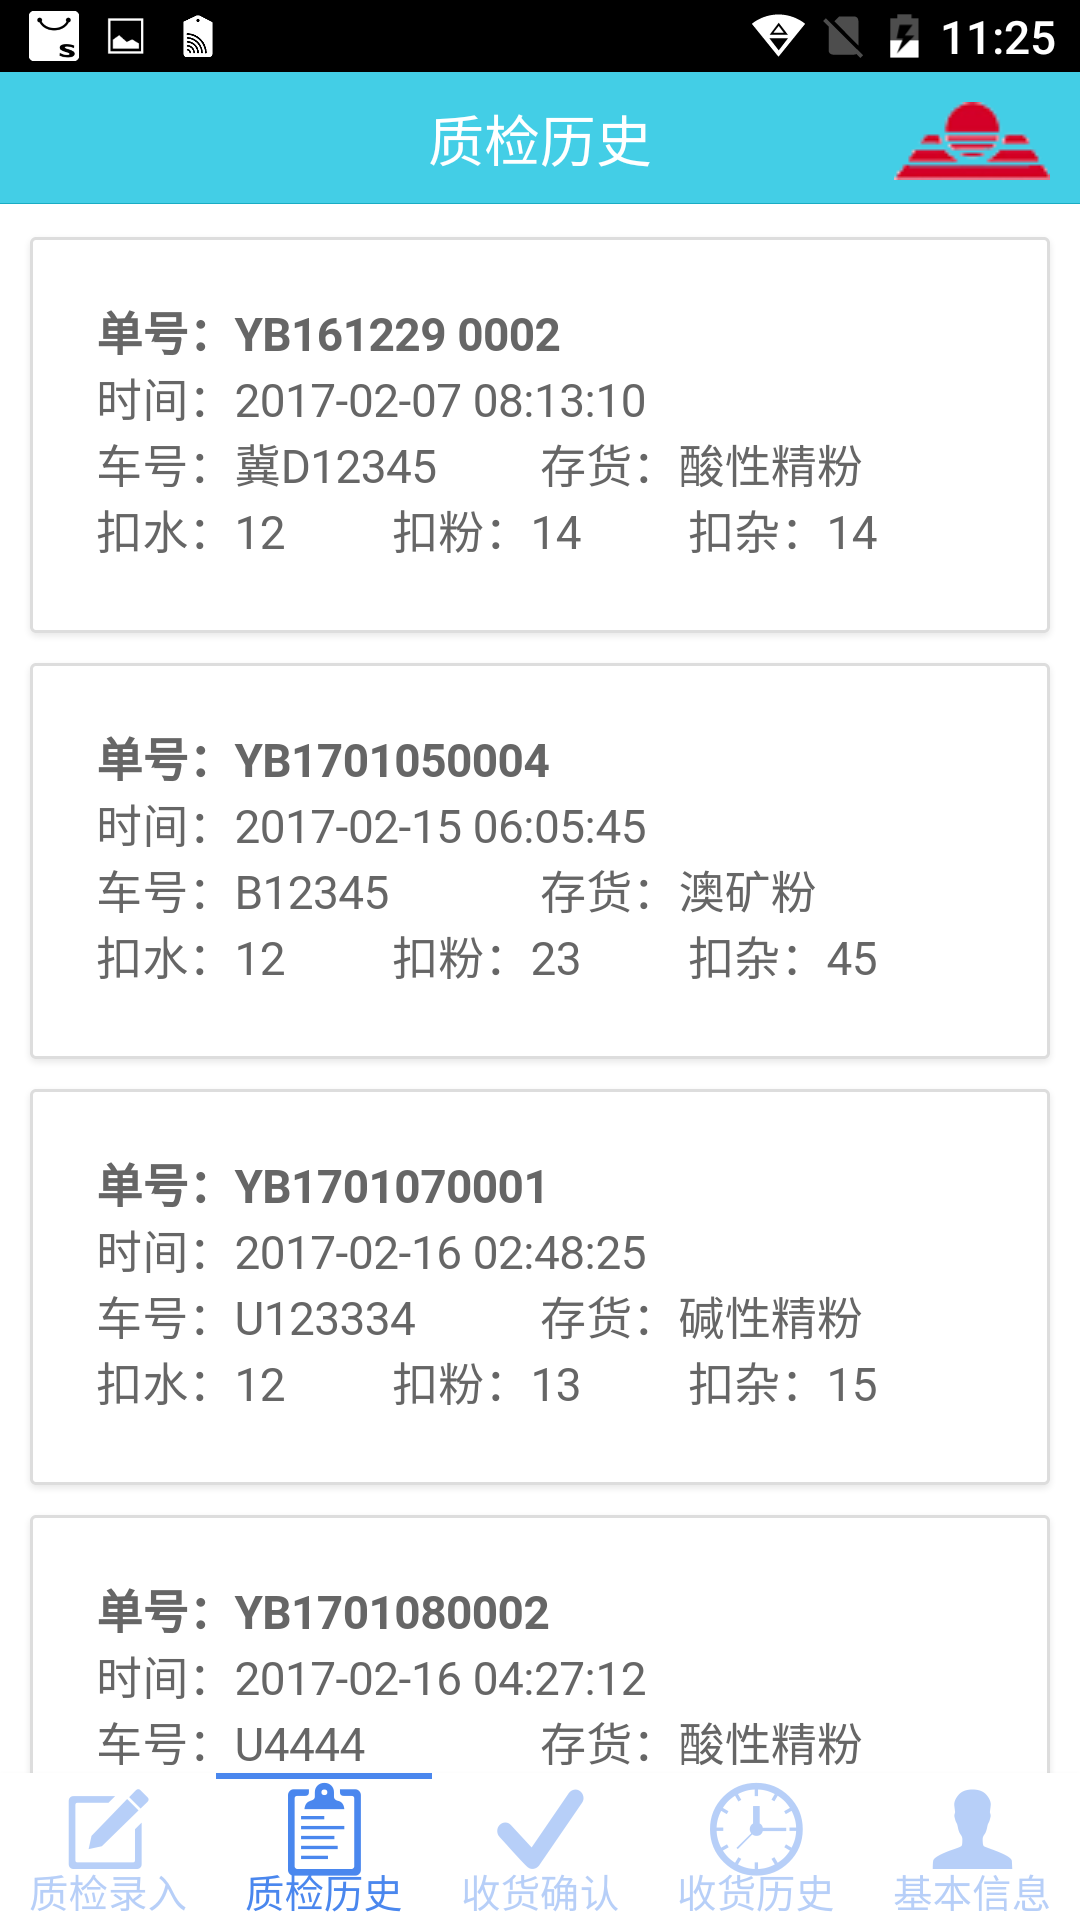 11:25
质检历史
单号：YB161229 0002
时间：2017-02-07 08:13:10
车号：冀D12345 存货：酸性精粉
扣水：12 扣粉：14 扣杂：14
单号：YB1701050004
时间：2017-02-15 06:05:45
车号：B12345 存货：澳矿粉
扣水：12 扣粉：23 扣杂：45
单号：YB1701070001
时间：2017-02-16 02:48:25
车号：U123334 存货：碱性精粉
扣水：12 扣粉：13 扣杂：15
单号：YB1701080002
时间：2017-02-16 04:27:12
车号：U4444 存货：酸性精粉
质检录入 质检历史 收货确认 收货历史 基本信息